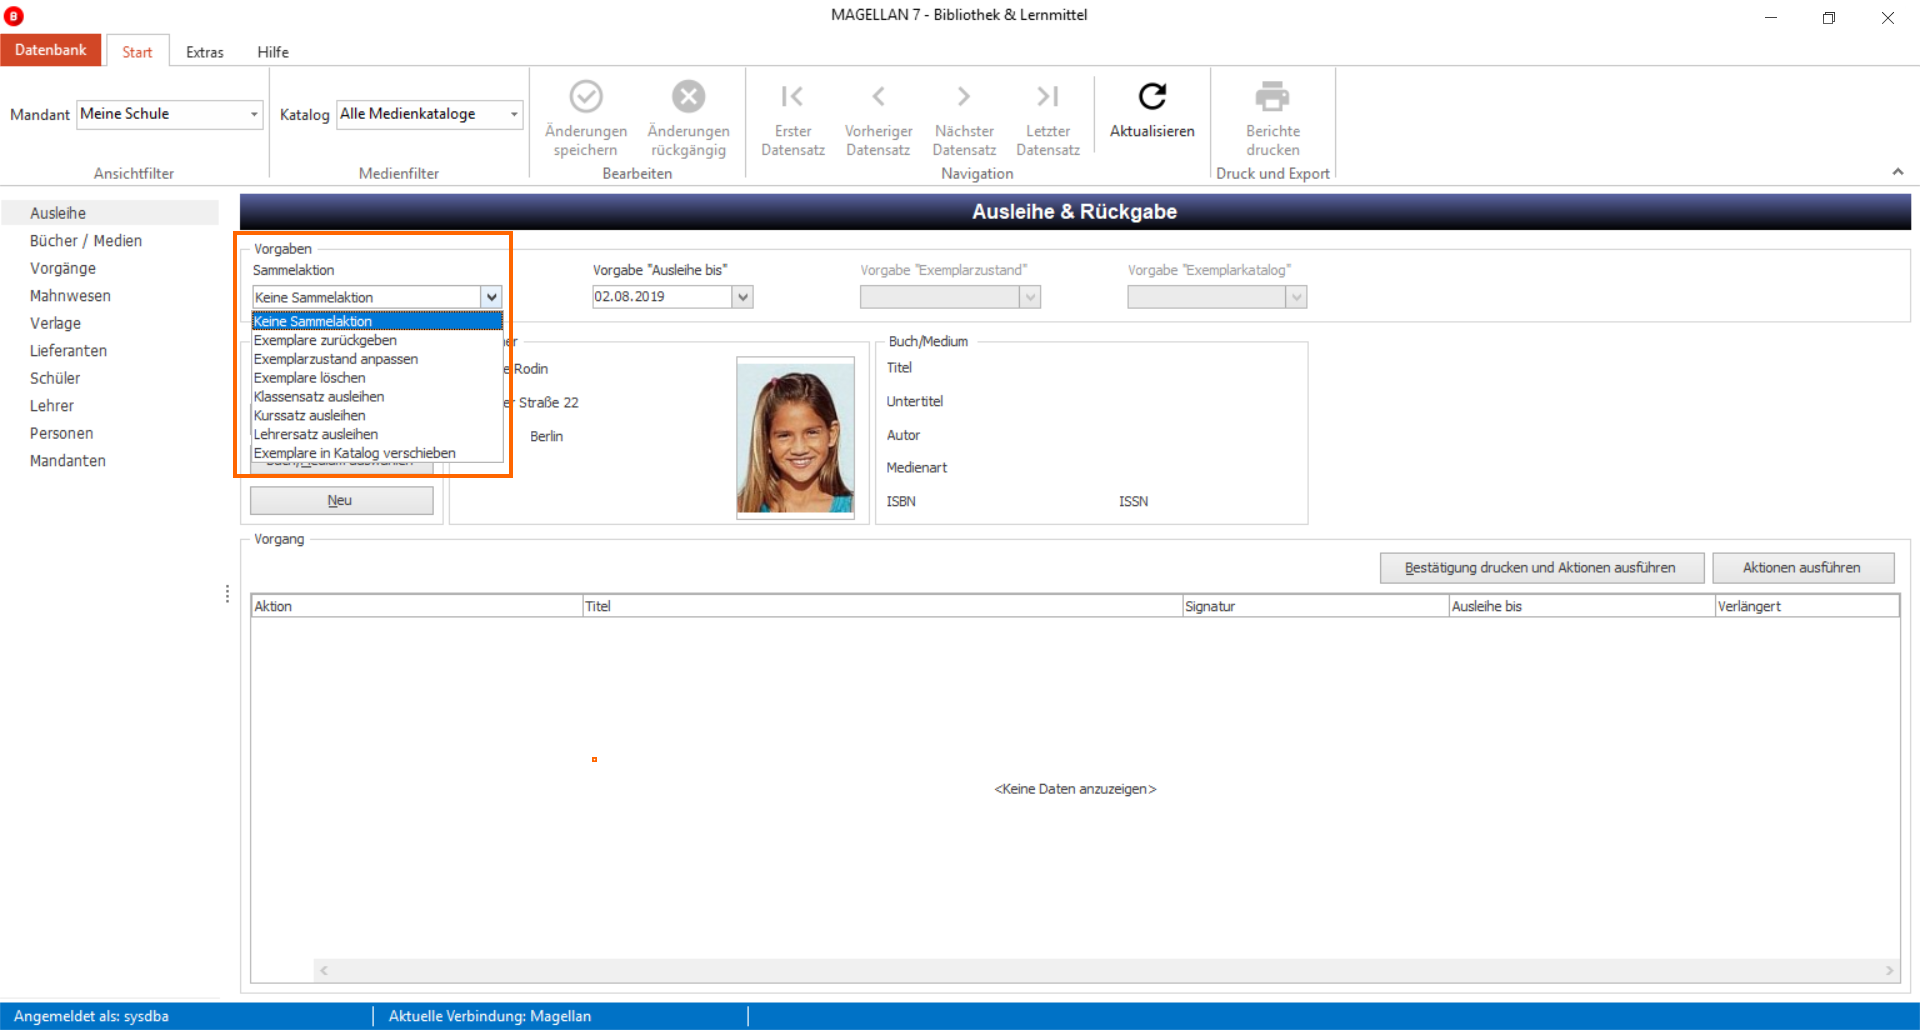 B
MAGELLAN 7 - Bibliothek & Lernmittel
Datenbank Start Extras Hilfe
Mandant Meine Schule
Ansichtfilter
Katalog Alle Medienkataloge
Medienfilter
Änderungen speichern
Änderungen rückgängig
Bearbeiten
Erster Datensatz
Vorheriger Datensatz
Nächster Datensatz
Letzter Datensatz
Aktualisieren
Navigation
Berichte drucken
Druck und Export
Ausleihe
Bücher / Medien
Vorgänge
Mahnwesen
Verlage
Lieferanten
Schüler
Lehrer
Personen
Mandanten
Ausleihe & Rückgabe
Vorgaben
Sammelaktion
Keine Sammelaktion
Keine Sammelaktion
Exemplare zurückgeben
Exemplarzustand anpassen
Exemplare löschen
Klassensatz ausleihen
Kurssatz ausleihen
Lehrersatz ausleihen
Exemplare in Katalog verschieben
Neu
Vorgabe "Ausleihe bis"
02.08.2019
Vorgabe "Exemplarzustand"
Vorgabe "Exemplarkatalog"
er
e Rodin
er Straße 22
Berlin
Buch/Medium
Titel
Untertitel
Autor
Medienart
ISBN ISSN
Vorgang
Bestätigung drucken und Aktionen ausführen
Aktionen ausführen
Aktion Titel Signatur Ausleihe bis Verlängert
<Keine Daten anzuzeigen>
Angemeldet als: sysdba
Aktuelle Verbindung: Magellan